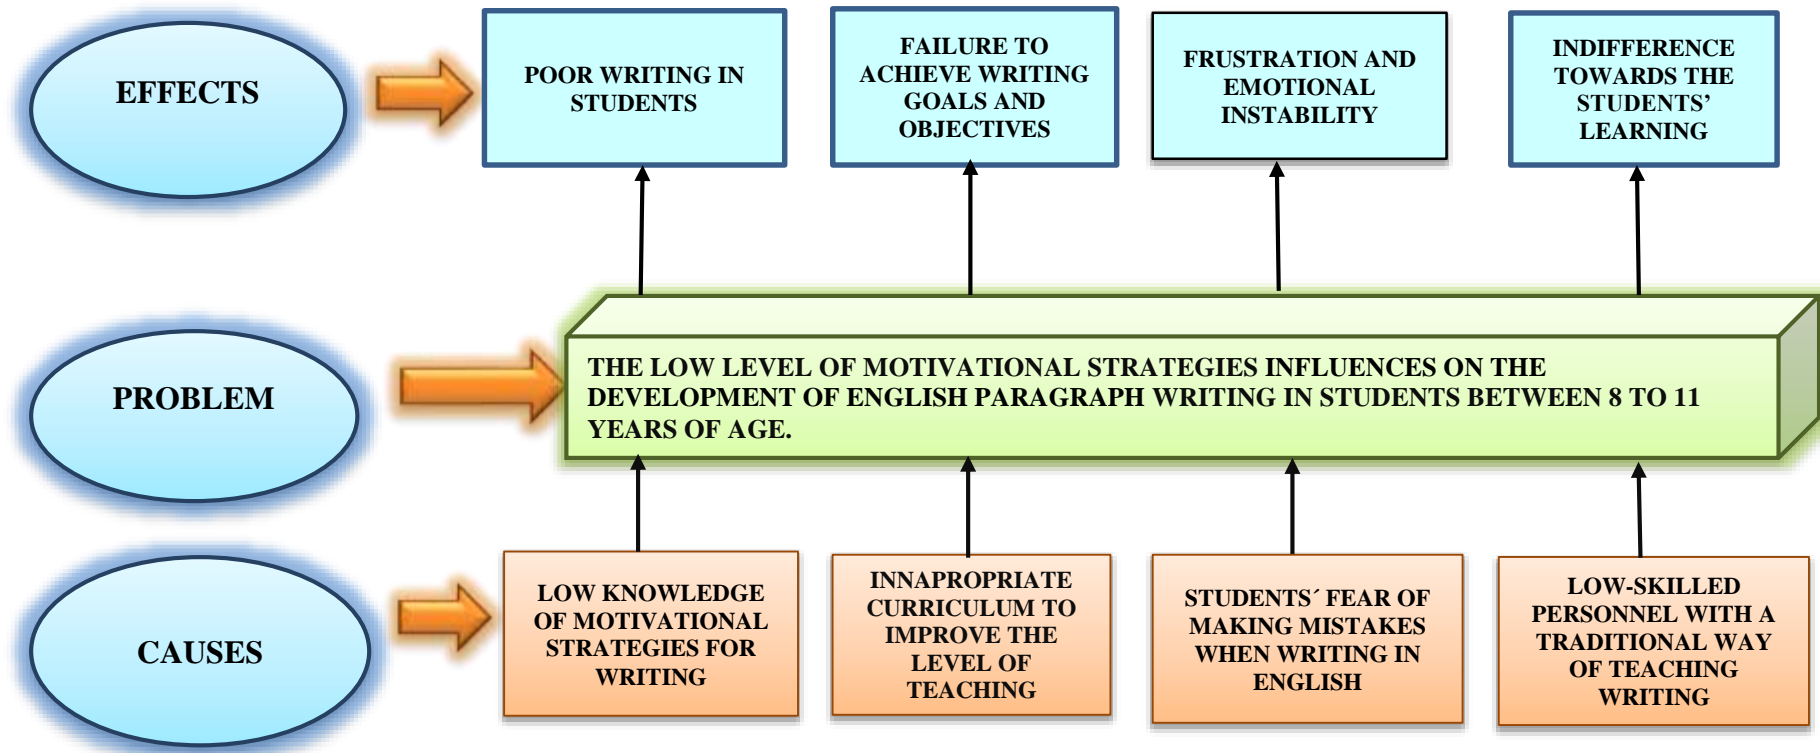 EFFECTS
POOR WRITING IN
STUDENTS
FAILURE TO
ACHIEVE WRITING
GOALS AND
OBJECTIVES
FRUSTRATION AND
EMOTIONAL
INSTABILITY
INDIFFERENCE
TOWARDS THE
STUDENTS’
LEARNING
PROBLEM
THE LOW LEVEL OF MOTIVATIONAL STRATEGIES INFLUENCES ON THE
DEVELOPMENT OF ENGLISH PARAGRAPH WRITING IN STUDENTS BETWEEN 8 TO 11
YEARS OF AGE.
CAUSES
LOW KNOWLEDGE
OF MOTIVATIONAL
STRATEGIES FOR
WRITING
INNAPROPRIATE
CURRICULUM TO
IMPROVE THE
LEVEL OF
TEACHING
STUDENTS´ FEAR OF
MAKING MISTAKES
WHEN WRITING IN
ENGLISH
LOW-SKILLED
PERSONNEL WITH A
TRADITIONAL WAY
OF TEACHING
WRITING